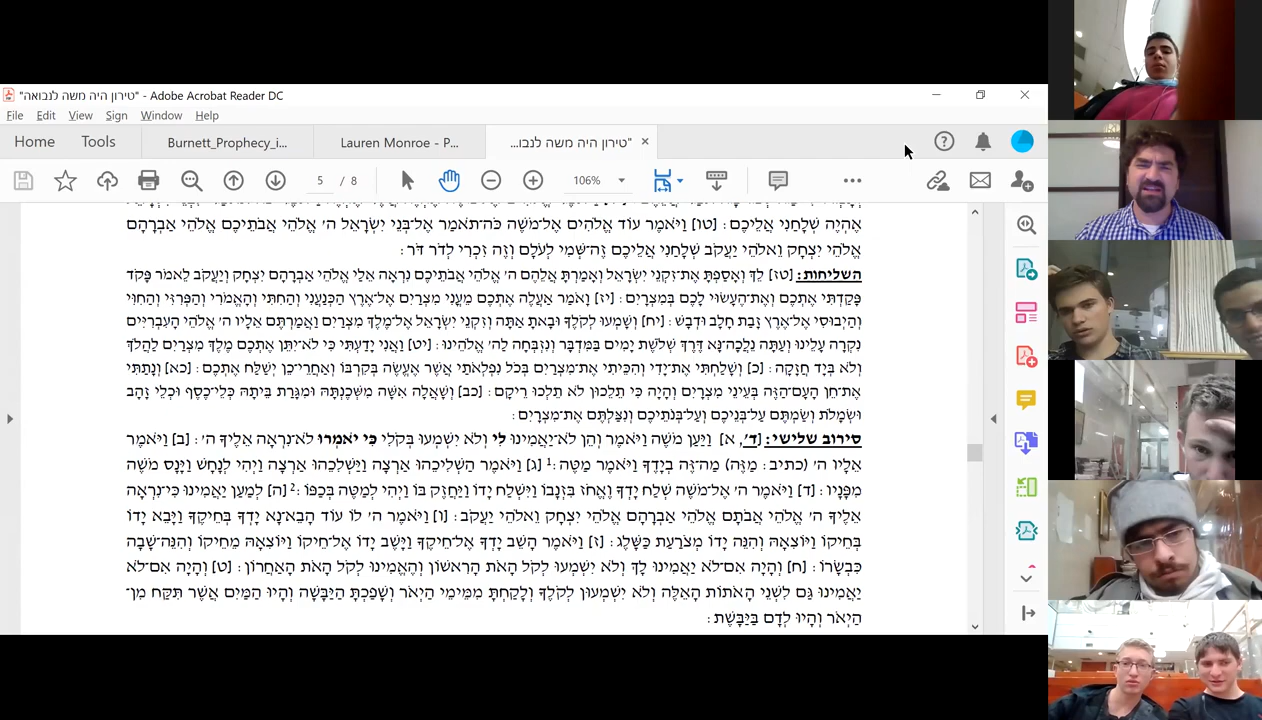 "טירון היה משה לנבואה" - Adobe Acrobat Reader DC
File Edit View Window Help
Home Tools Burnett_Prophecy_i... Lauren Monroe - P... "טירון היה משה לנבו...
5 / 8 106%
אֶהְיֶה שְׁלָחַנִי אֲלֵיכֶם : [טו] וַיֹּאמֶר עוֹד אֱלֹהִים אֶל־מֹשֶׁה כֹּה־תֹאמַר אֶל־בְּנֵי יִשְׂרָאֵל ה' אֱלֹהֵי אֲבֹתֵיכֶם אֱלֹהֵי אַבְרָהָם
אֱלֹהֵי יִצְחָק וֵאלֹהֵי יַעֲקֹב שְׁלָחַנִי אֲלֵיכֶם זֶה־שְּׁמִי לְעֹלָם וְזֶה זִכְרִי לְדֹר דֹּר :
השליחות: [טז] לֵךְ וְאָסַפְתָּ אֶת־זִקְנֵי יִשְׂרָאֵל וְאָמַרְתָּ אֲלֵהֶם ה' אֱלֹהֵי אֲבֹתֵיכֶם נִרְאָה אֵלַי אֱלֹהֵי אַבְרָהָם יִצְחָק וְיַעֲקֹב לֵאמֹר פָּקֹד
פָּקַדְתִּי אֶתְכֶם וְאֶת־הֶעָשׂוּי לָכֶם בְּמִצְרָיִם : [יז] וָאֹמַר אַעֲלֶה אֶתְכֶם מֵעֳנִי מִצְרַיִם אֶל־אֶרֶץ הַכְּנַעֲנִי וְהַחִתִּי וְהָאֱמֹרִי וְהַפְּרִזִּי וְהַחִוִּי
וְהַיְבוּסִי אֶל־אֶרֶץ זָבַת חָלָב וּדְבָשׁ : [יח] וְשָׁמְעוּ לְקֹלֶךָ וּבָאתָ אַתָּה וְזִקְנֵי יִשְׂרָאֵל אֶל־מֶלֶךְ מִצְרַיִם וַאֲמַרְתֶּם אֵלָיו ה' אֱלֹהֵי הָעִבְרִיִּים
נִקְרָה עָלֵינוּ וְעַתָּה נֵלֲכָה־נָּא דֶּרֶךְ שְׁלֹשֶׁת יָמִים בַּמִּדְבָּר וְנִזְבְּחָה לַה' אֱלֹהֵינוּ : [יט] וַאֲנִי יָדַעְתִּי כִּי לֹא־יִתֵּן אֶתְכֶם מֶלֶךְ מִצְרַיִם לַהֲלֹךְ
וְלֹא בְּיָד חֲזָקָה : [כ] וְשָׁלַחְתִּי אֶת־יָדִי וְהִכֵּיתִי אֶת־מִצְרַיִם בְּכֹל נִפְלְאֹתַי אֲשֶׁר אֶעֱשֶׂה בְּקִרְבּוֹ וְאַחֲרֵי־כֵן יְשַׁלַּח אֶתְכֶם : [כא] וְנָתַתִּי
אֶת־חֵן הָעָם־הַזֶּה בְּעֵינֵי מִצְרָיִם וְהָיָה כִּי תֵלֵכוּן לֹא תֵלְכוּ רֵיקָם : [כב] וְשָׁאֲלָה אִשָּׁה מִשְּׁכֶנְתָּהּ וּמִגָּרַת בֵּיתָהּ כְּלֵי־כֶסֶף וּכְלֵי זָהָב
וּשְׂמָלֹת וְשַׂמְתֶּם עַל־בְּנֵיכֶם וְעַל־בְּנֹתֵיכֶם וְנִצַּלְתֶּם אֶת־מִצְרָיִם :
סירוב שלישי: [ד', א] וַיַּעַן מֹשֶׁה וַיֹּאמֶר וְהֵן לֹא־יַאֲמִינוּ לִי וְלֹא יִשְׁמְעוּ בְּקֹלִי כִּי יֹאמְרוּ לֹא־נִרְאָה אֵלֶיךָ ה' : [ב] וַיֹּאמֶר
אֵלָיו ה' (כתיב : מַזֶּה) מַה־זֶּה בְיָדֶךָ וַיֹּאמֶר מַטֶּה :1 [ג] וַיֹּאמֶר הַשְׁלִיכֵהוּ אַרְצָה וַיַּשְׁלִכֵהוּ אַרְצָה וַיְהִי לְנָחָשׁ וַיָּנָס מֹשֶׁה
מִפָּנָיו : [ד] וַיֹּאמֶר ה' אֶל־מֹשֶׁה שְׁלַח יָדְךָ וֶאֱחֹז בִּזְנָבוֹ וַיִּשְׁלַח יָדוֹ וַיַּחֲזֶק בּוֹ וַיְהִי לְמַטֶּה בְּכַפּוֹ :2 [ה] לְמַעַן יַאֲמִינוּ כִּי־נִרְאָה
אֵלֶיךָ ה' אֱלֹהֵי אֲבֹתָם אֱלֹהֵי אַבְרָהָם אֱלֹהֵי יִצְחָק וֵאלֹהֵי יַעֲקֹב : [ו] וַיֹּאמֶר ה' לוֹ עוֹד הָבֵא־נָא יָדְךָ בְּחֵיקֶךָ וַיָּבֵא יָדוֹ
בְּחֵיקוֹ וַיּוֹצִאָהּ וְהִנֵּה יָדוֹ מְצֹרַעַת כַּשָּׁלֶג : [ז] וַיֹּאמֶר הָשֵׁב יָדְךָ אֶל־חֵיקֶךָ וַיָּשֶׁב יָדוֹ אֶל־חֵיקוֹ וַיּוֹצִאָהּ מֵחֵיקוֹ וְהִנֵּה־שָׁבָה
כִּבְשָׂרוֹ : [ח] וְהָיָה אִם־לֹא יַאֲמִינוּ לָךְ וְלֹא יִשְׁמְעוּ לְקֹל הָאֹת הָרִאשׁוֹן וְהֶאֱמִינוּ לְקֹל הָאֹת הָאַחֲרוֹן : [ט] וְהָיָה אִם־לֹא
יַאֲמִינוּ גַּם לִשְׁנֵי הָאֹתוֹת הָאֵלֶּה וְלֹא יִשְׁמְעוּן לְקֹלֶךָ וְלָקַחְתָּ מִמֵּימֵי הַיְאֹר וְשָׁפַכְתָּ הַיַּבָּשָׁה וְהָיוּ הַמַּיִם אֲשֶׁר תִּקַּח מִן־
הַיְאֹר וְהָיוּ לְדָם בַּיַּבָּשֶׁת :